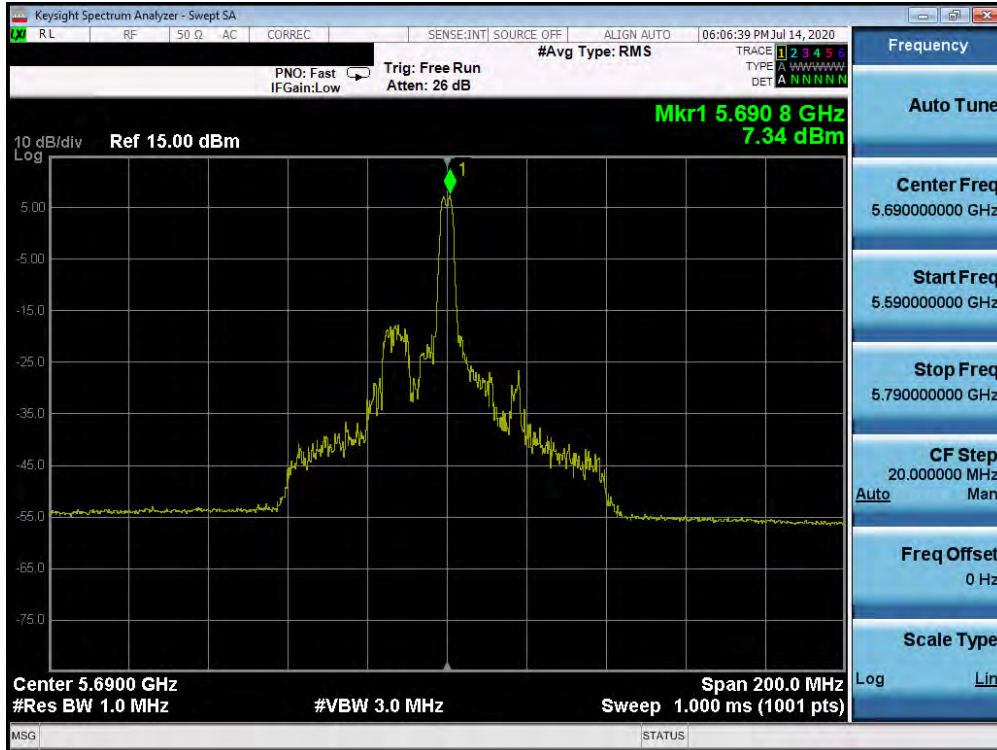 Keysight Spectrum Analyzer - Swept SA
LXI RL RF 50 Ω AC CORREC SENSE:INT SOURCE OFF ALIGN AUTO 06:06:39 PM Jul 14, 2020
#Avg Type: RMS
PNO: Fast Trig: Free Run
IFGain:Low Atten: 26 dB
TRACE 1 2 3 4 5 6
TYPE A WWWWW
DET A N N N N N
Mkr1 5.690 8 GHz
7.34 dBm
10 dB/div Ref 15.00 dBm
Log
1
5.00
-5.00
-15.0
-25.0
-35.0
-45.0
-55.0
-65.0
-75.0
Center 5.6900 GHz Span 200.0 MHz
#Res BW 1.0 MHz #VBW 3.0 MHz Sweep 1.000 ms (1001 pts)
MSG STATUS
Frequency
Auto Tune
Center Freq
5.690000000 GHz
Start Freq
5.590000000 GHz
Stop Freq
5.790000000 GHz
CF Step
20.000000 MHz
Auto Man
Freq Offset
0 Hz
Scale Type
Log Lin